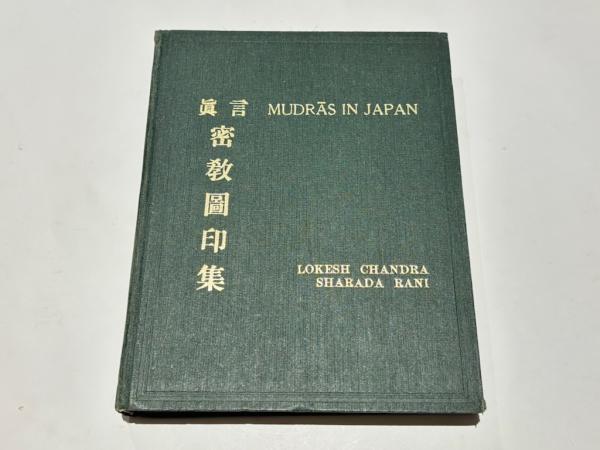 眞言 MUDRĀS IN JAPAN
密教圖印集
LOKESH CHANDRA
SHARADA RANI